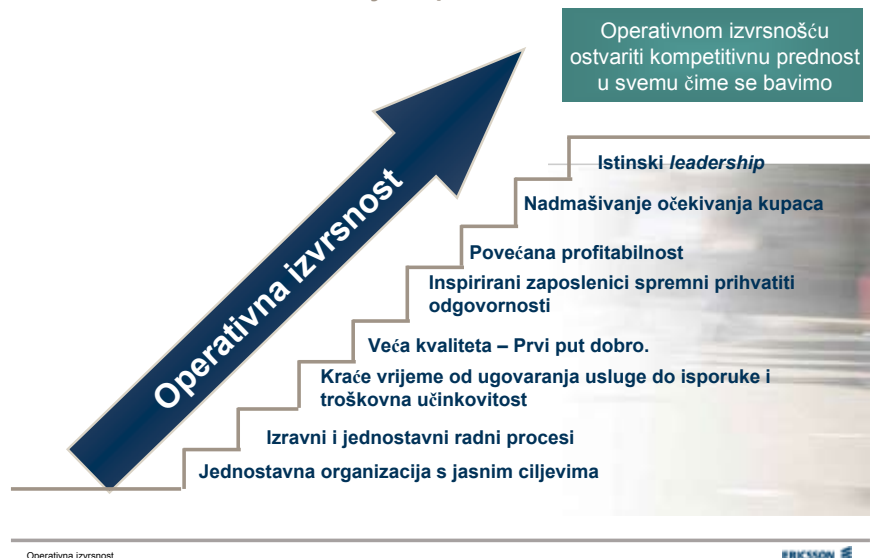 Operativnom izvrsnošću
ostvariti kompetitivnu prednost
u svemu čime se bavimo
Operativna izvrsnost
Istinski leadership
Nadmašivanje očekivanja kupaca
Povećana profitabilnost
Inspirirani zaposlenici spremni prihvatiti
odgovornosti
Veća kvaliteta – Prvi put dobro.
Kraće vrijeme od ugovaranja usluge do isporuke i
troškovna učinkovitost
Izravni i jednostavni radni procesi
Jednostavna organizacija s jasnim ciljevima
Operativna izvrsnost
ERICSSON